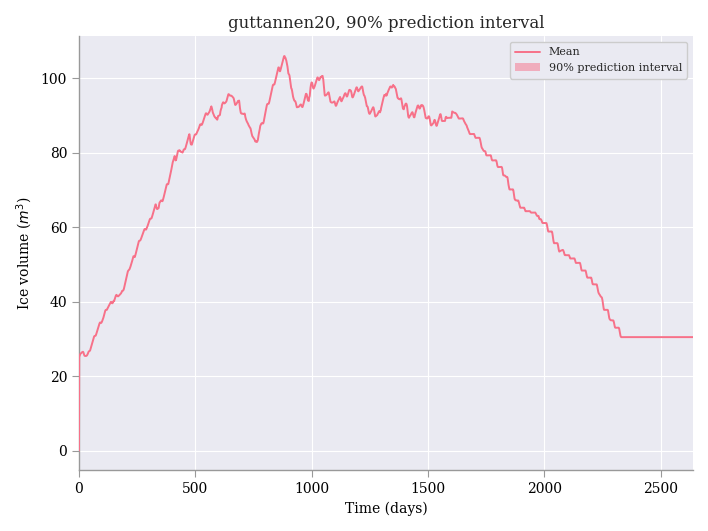 guttannen20, 90% prediction interval
Mean
90% prediction interval
Ice volume (m³)
100
80
60
40
20
0
0 500 1000 1500 2000 2500
Time (days)